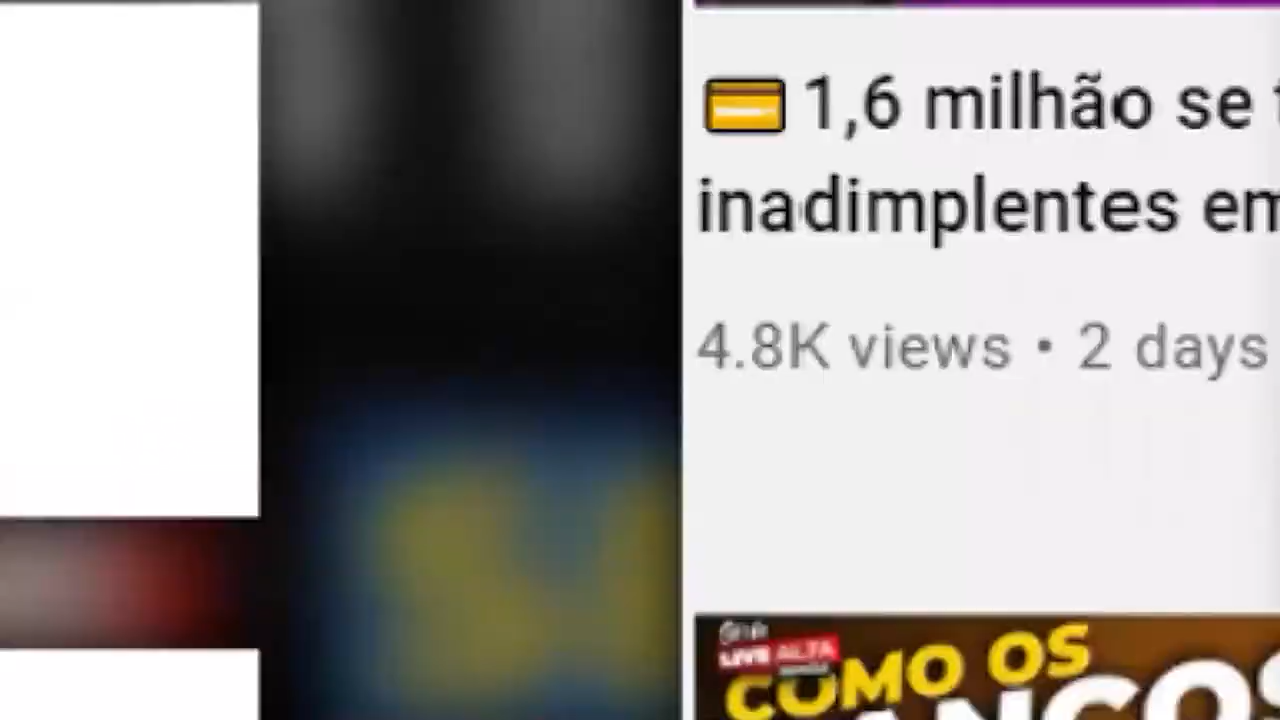 1,6 milhão se
inadimplentes em
4.8K views • 2 days
LIVE ALTA
COMO OS